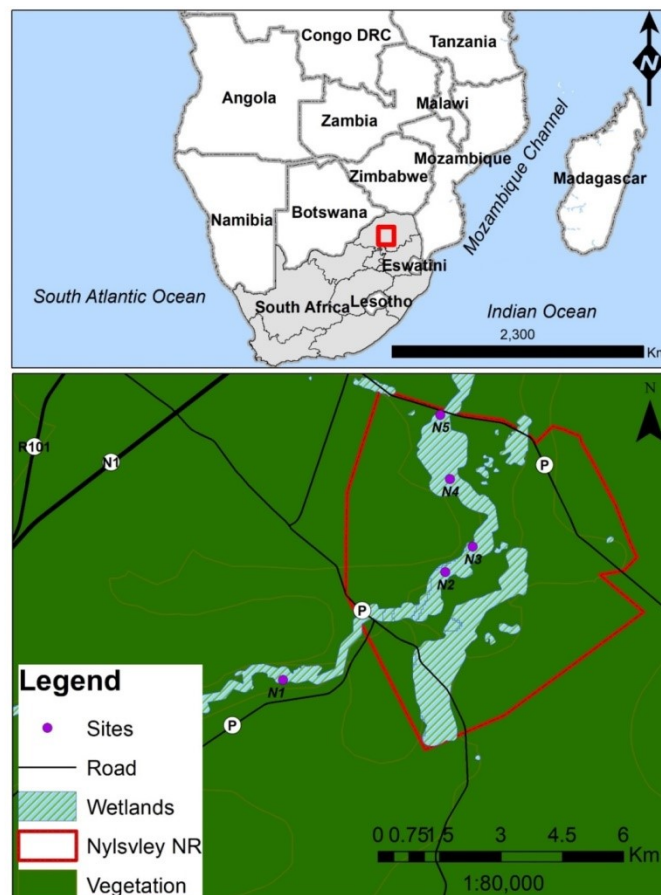 Congo DRC
Tanzania
N
Angola
Malawi
Zambia
Mozambique
Mozambique Channel
Zimbabwe
Madagascar
Namibia
Botswana
Eswatini
South Atlantic Ocean
South Africa
Lesotho
Indian Ocean
2,300
Km
N
R101
N1
N5
P
N4
N3
N2
P
N1
P
Legend
Sites
Road
Wetlands
Nylsvley NR
Vegetation
0 0.75 1.5 3 4.5 6
Km
1:80,000